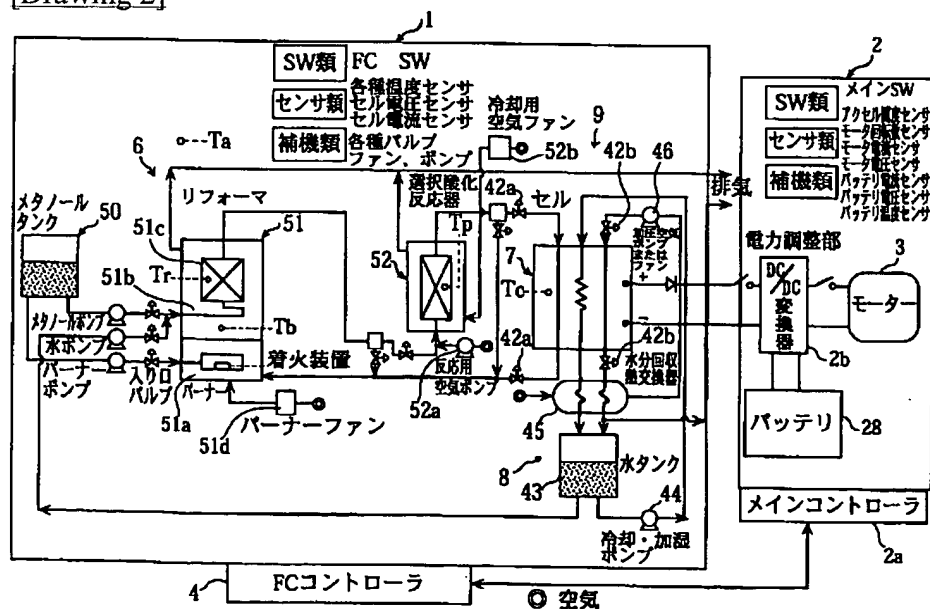 [Drawing 2]
1
SW類 FC SW
センサ類
各種温度センサ
セル電圧センサ
セル電流センサ
補機類
各種バルブ
ファン、ポンプ
冷却用
空気ファン
52b
9
42b
46
2
SW類
メインSW
センサ類
アクセル開度センサ
モータ回転数センサ
モータ電流センサ
モータ電圧センサ
補機類
バッテリ電流センサ
バッテリ電圧センサ
バッテリ温度センサ
Ta
6
排気
リフォーマ
選択酸化
反応器
42a
セル
メタノール
タンク
50
51c
51
Tp
加圧空気
ポンプ
または
ファン
電力調整部
3
52
7
Tr
Tc
+
-
51b
DC/DC
変換器
モーター
メタノールポンプ
Tb
水ポンプ
42b
2b
バーナー
ポンプ
入り口
バルブ
着火装置
バーナー
反応用
空気ポンプ
42a
水分回収
熱交換器
51a
52a
51d
バーナーファン
45
バッテリ
28
8
水タンク
43
44
メインコントローラ
2a
冷却・加湿
ポンプ
4
FCコントローラ
空気